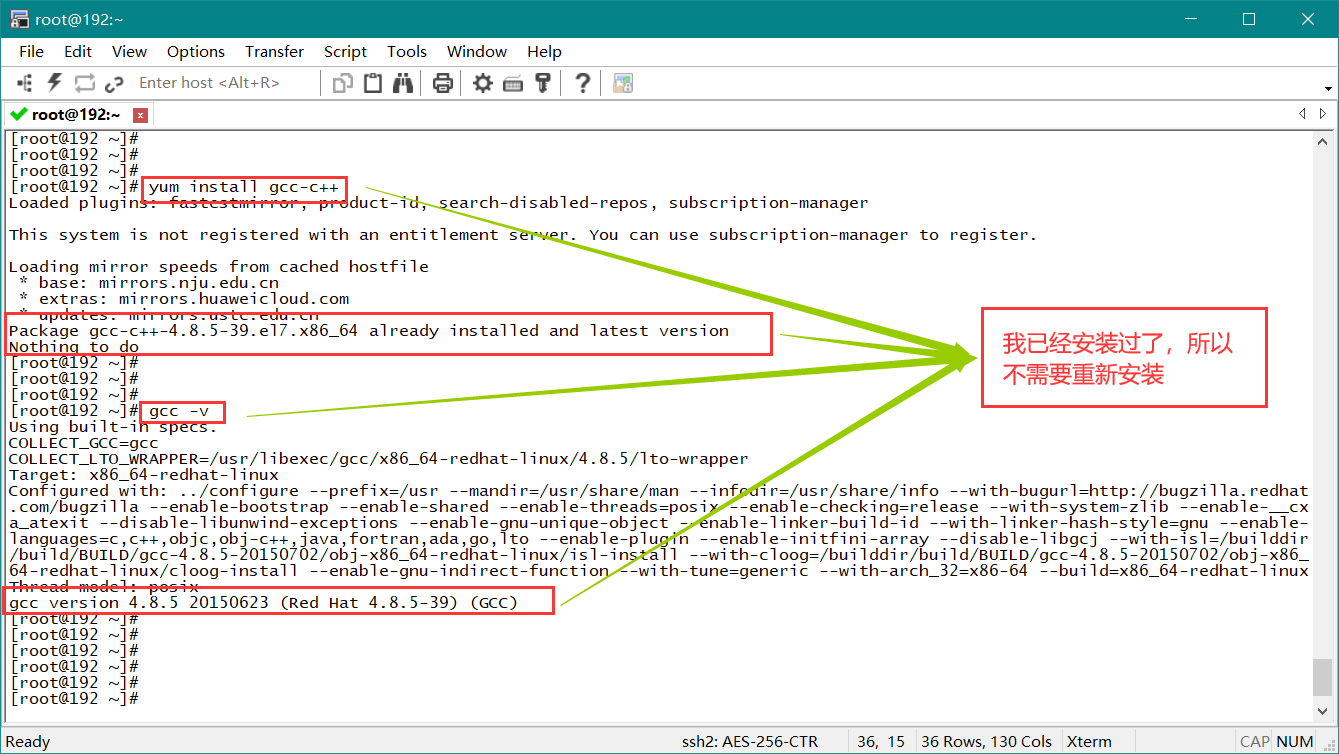 root@192:~
File Edit View Options Transfer Script Tools Window Help
Enter host <Alt+R>
root@192:~
[root@192 ~]#
[root@192 ~]#
[root@192 ~]#
[root@192 ~]# yum install gcc-c++
Loaded plugins: fastestmirror, product-id, search-disabled-repos, subscription-manager
This system is not registered with an entitlement server. You can use subscription-manager to register.
Loading mirror speeds from cached hostfile
* base: mirrors.nju.edu.cn
* extras: mirrors.huaweicloud.com
* updates: mirrors.ustc.edu.cn
Package gcc-c++-4.8.5-39.el7.x86_64 already installed and latest version
Nothing to do
我已经安装过了，所以
不需要重新安装
[root@192 ~]#
[root@192 ~]#
[root@192 ~]#
[root@192 ~]# gcc -v
Using built-in specs.
COLLECT_GCC=gcc
COLLECT_LTO_WRAPPER=/usr/libexec/gcc/x86_64-redhat-linux/4.8.5/lto-wrapper
Target: x86_64-redhat-linux
Configured with: ../configure --prefix=/usr --mandir=/usr/share/man --infodir=/usr/share/info --with-bugurl=http://bugzilla.redhat
.com/bugzilla --enable-bootstrap --enable-shared --enable-threads=posix --enable-checking=release --with-system-zlib --enable-__cx
a_atexit --disable-libunwind-exceptions --enable-gnu-unique-object --enable-linker-build-id --with-linker-hash-style=gnu --enable-
languages=c,c++,objc,obj-c++,java,fortran,ada,go,lto --enable-plugin --enable-initfini-array --disable-libgcj --with-isl=/builddir
/build/BUILD/gcc-4.8.5-20150702/obj-x86_64-redhat-linux/isl-install --with-cloog=/builddir/build/BUILD/gcc-4.8.5-20150702/obj-x86_
64-redhat-linux/cloog-install --enable-gnu-indirect-function --with-tune=generic --with-arch_32=x86-64 --build=x86_64-redhat-linux
Thread model: posix
gcc version 4.8.5 20150623 (Red Hat 4.8.5-39) (GCC)
[root@192 ~]#
[root@192 ~]#
[root@192 ~]#
[root@192 ~]#
[root@192 ~]#
[root@192 ~]#
Ready ssh2: AES-256-CTR 36, 15 36 Rows, 130 Cols Xterm CAP NUM